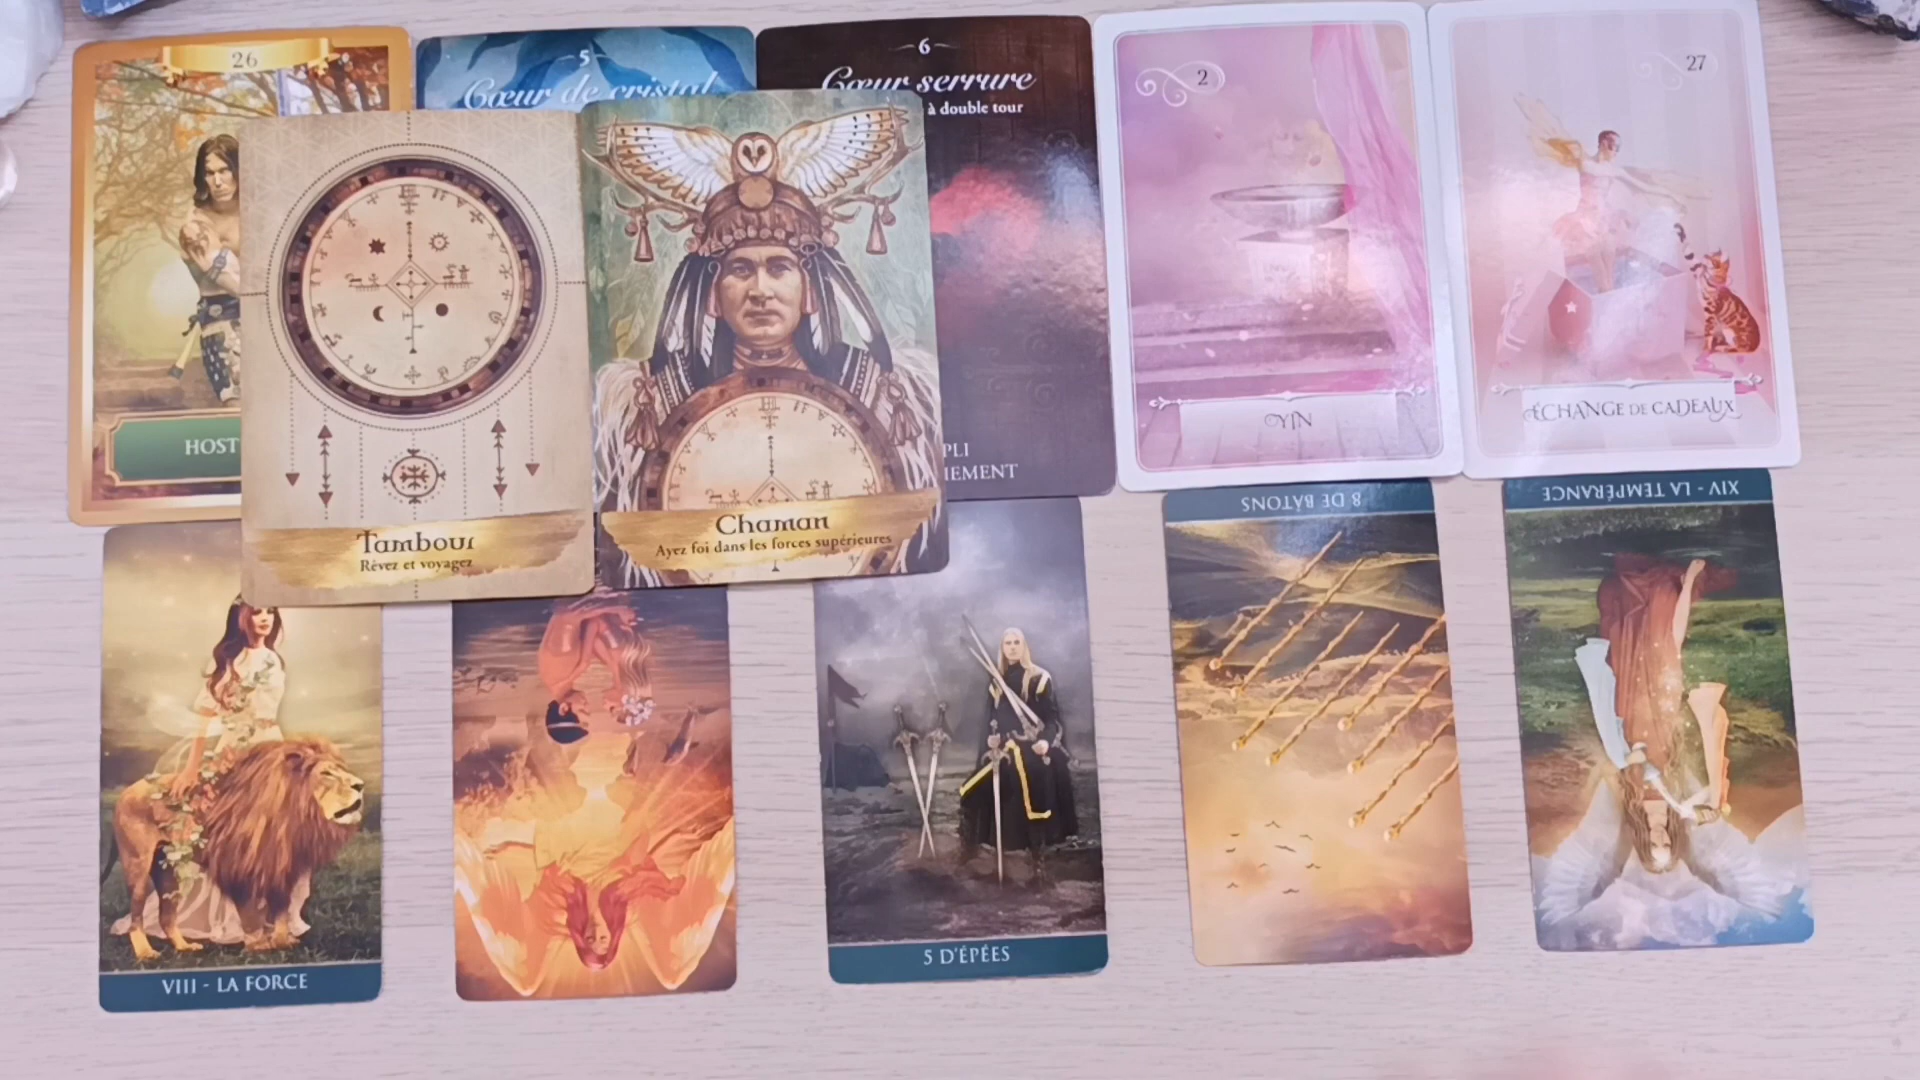 26
HOST
5
Cœur de cristal
6
Cœur serrure
à double tour
PLI
IEMENT
2
YIN
27
ÉCHANGE DE CADEAUX
Tambour
Rêvez et voyagez
Chaman
Ayez foi dans les forces supérieures
VIII - LA FORCE
5 D'ÉPÉES
8 DE BÂTONS
XIV - LA TEMPÉRANCE